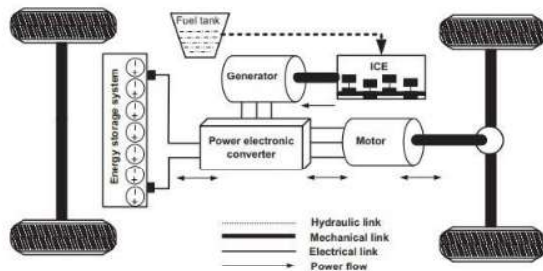 Fuel tank
Generator
ICE
Energy storage system
Power electronic
converter
Motor
Hydraulic link
Mechanical link
Electrical link
Power flow